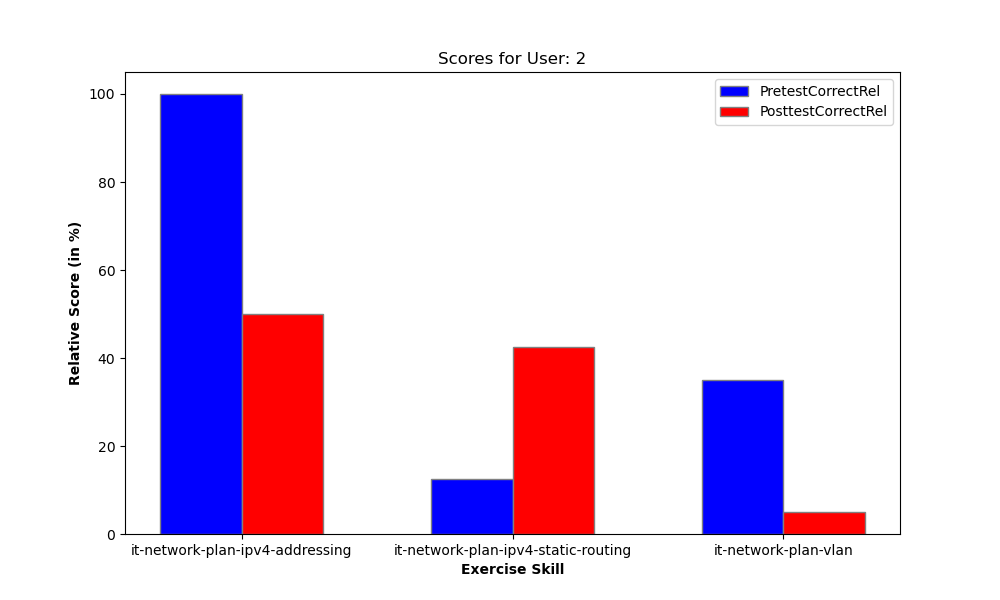 Scores for User: 2
PretestCorrectRel
PosttestCorrectRel
Relative Score (in %)
100
80
60
40
20
0
it-network-plan-ipv4-addressing
it-network-plan-ipv4-static-routing
it-network-plan-vlan
Exercise Skill